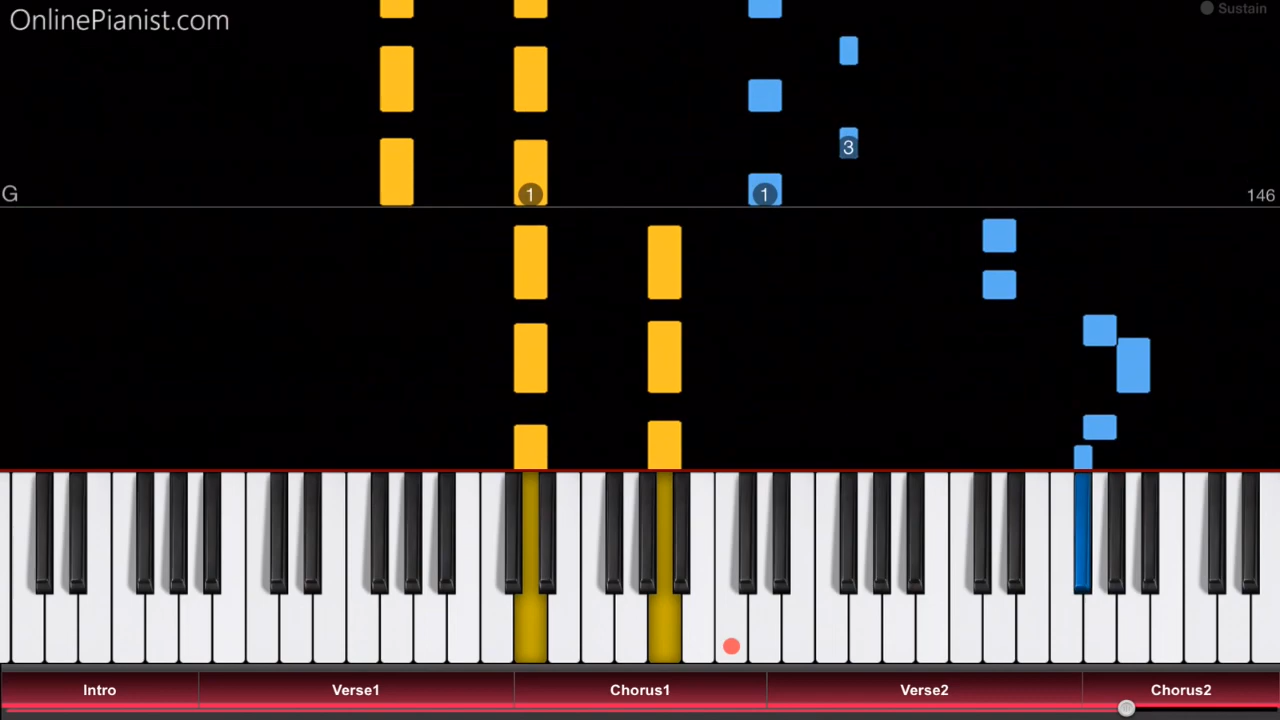 OnlinePianist.com
Sustain
3
G
1
1
146
Intro
Verse1
Chorus1
Verse2
Chorus2